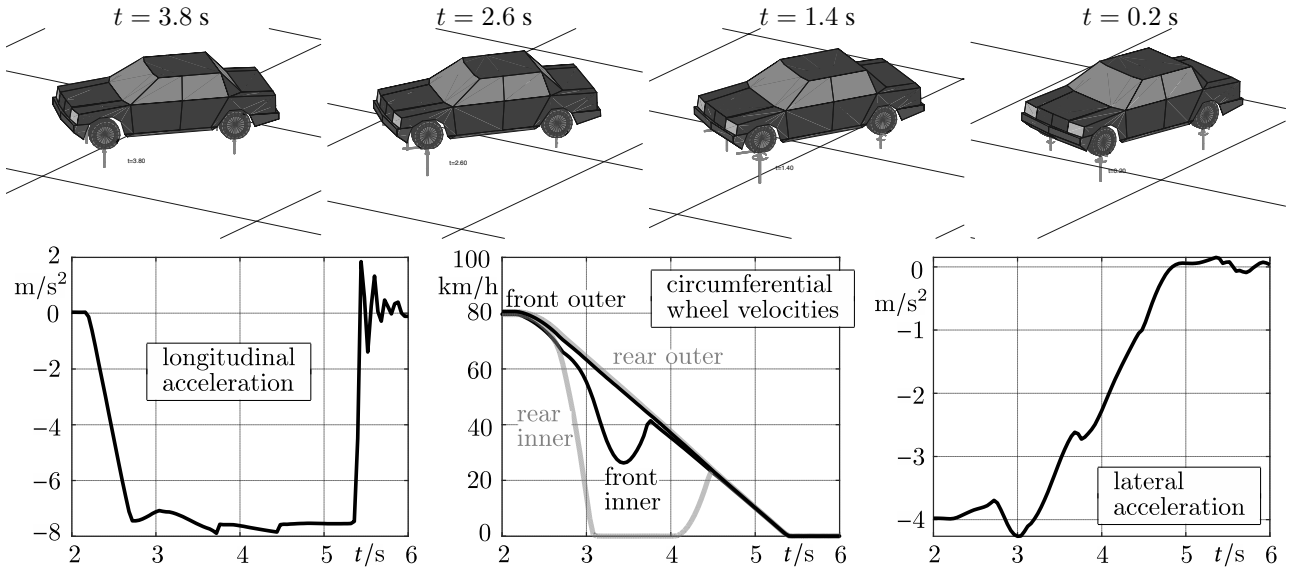 t = 3.8 s
t = 2.6 s
t = 1.4 s
t = 0.2 s
t=3.80
t=2.60
t=1.40
2
m/s²
0
−2
−4
−6
−8
longitudinal
acceleration
2
3
4
5
t/s
6
100
km/h
80
60
40
20
0
circumferential
wheel velocities
front outer
rear outer
rear
inner
front
inner
2
3
4
5
t/s
6
0
m/s²
−1
−2
−3
−4
lateral
acceleration
2
3
4
5
t/s
6